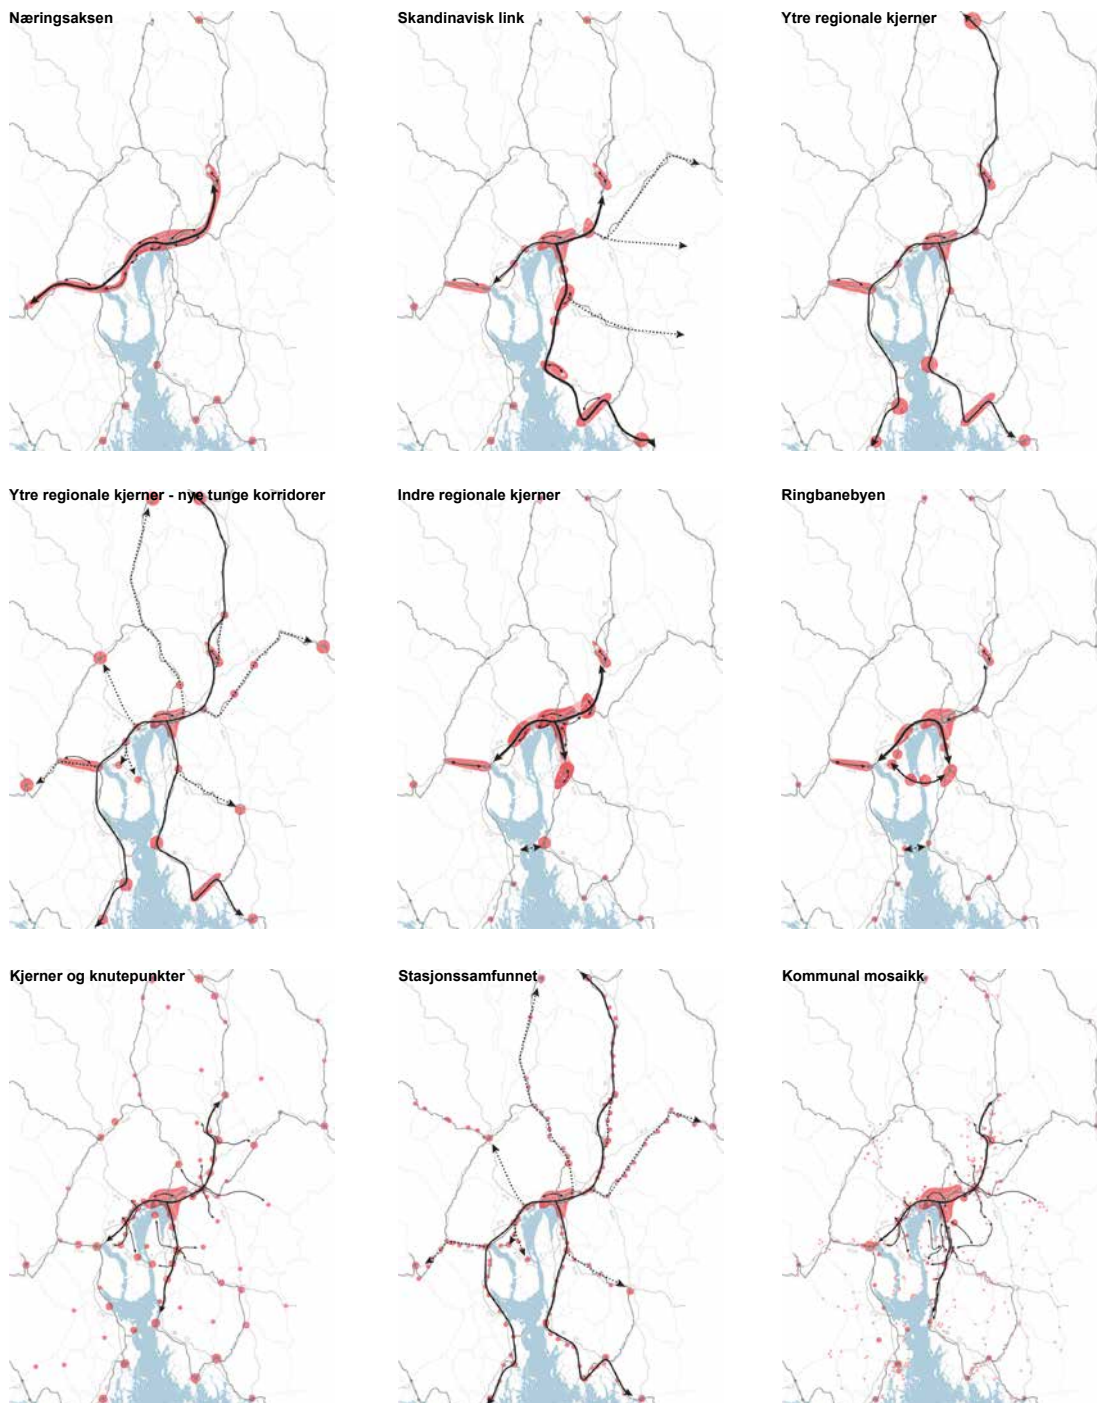 Næringsaksen
Skandinavisk link
Ytre regionale kjerner
Ytre regionale kjerner - nye tunge korridorer
Indre regionale kjerner
Ringbanebyen
Kjerner og knutepunkter
Stasjonssamfunnet
Kommunal mosaikk